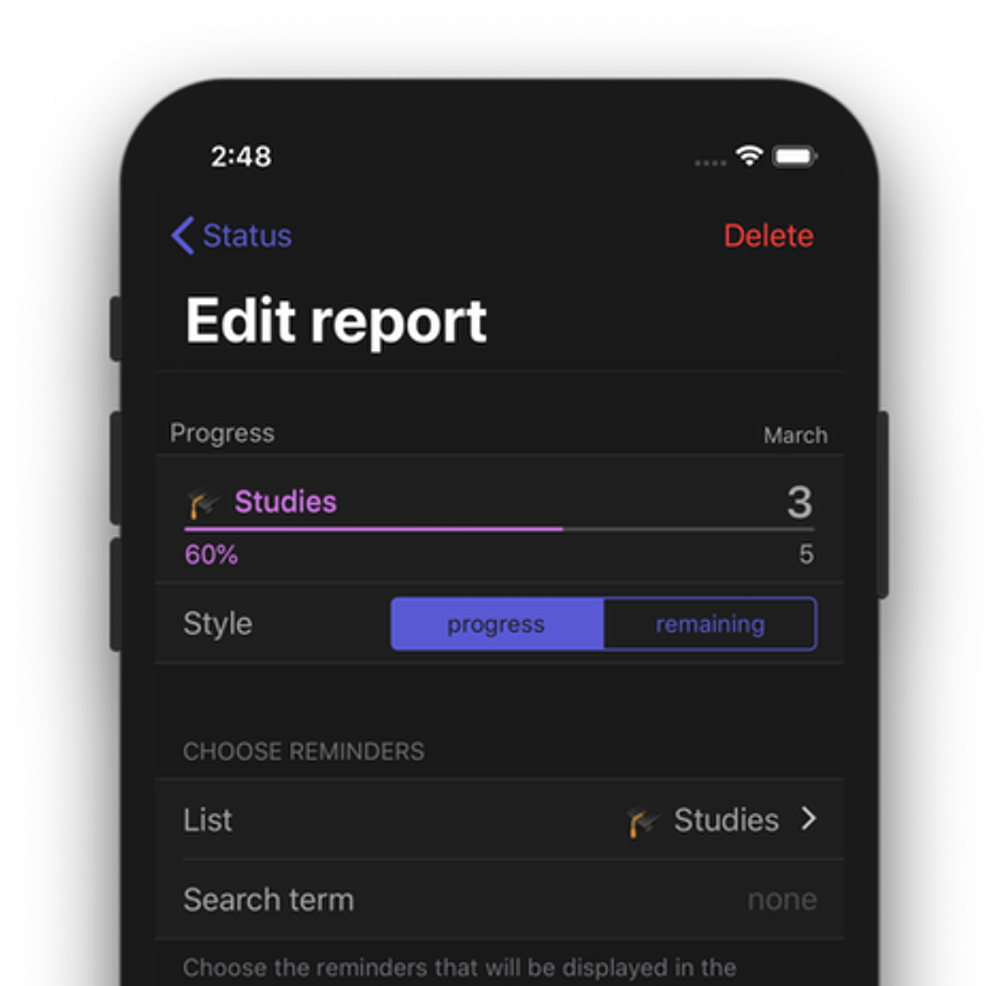 2:48
Status Delete
Edit report
Progress March
🎓 Studies 3
60% 5
Style progress remaining
CHOOSE REMINDERS
List 🎓 Studies
Search term none
Choose the reminders that will be displayed in the